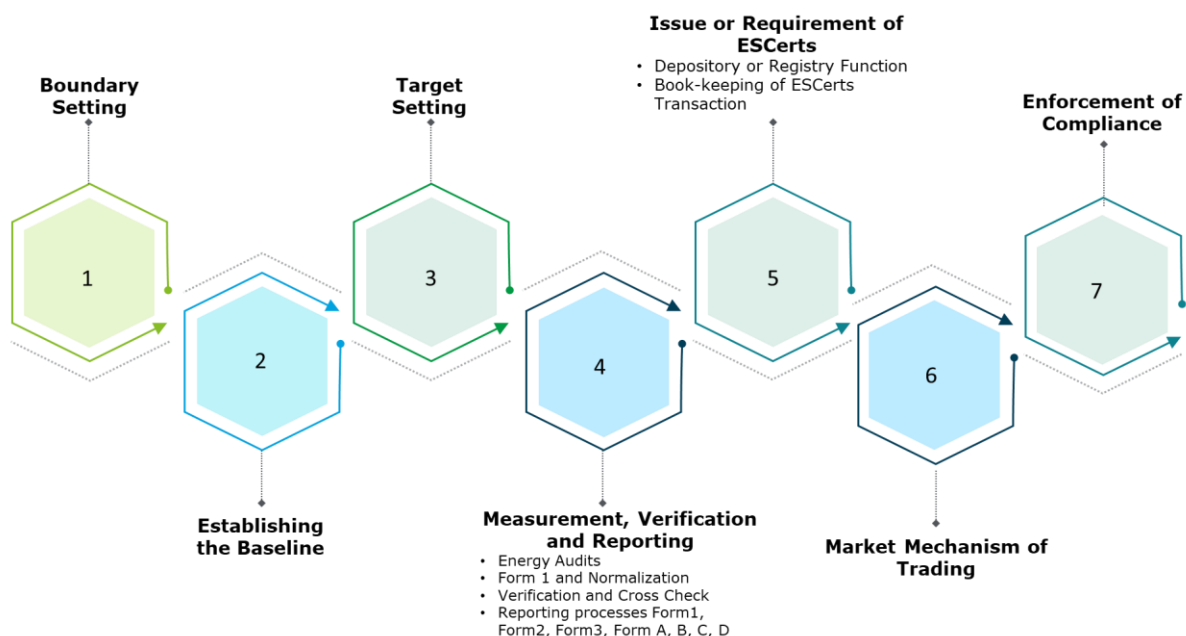 Boundary
Setting
1
2
Establishing
the Baseline
Target
Setting
3
4
Measurement, Verification
and Reporting
• Energy Audits
• Form 1 and Normalization
• Verification and Cross Check
• Reporting processes Form1,
Form2, Form3, Form A, B, C, D
Issue or Requirement of
ESCerts
• Depository or Registry Function
• Book-keeping of ESCerts
Transaction
5
6
Market Mechanism of
Trading
Enforcement of
Compliance
7